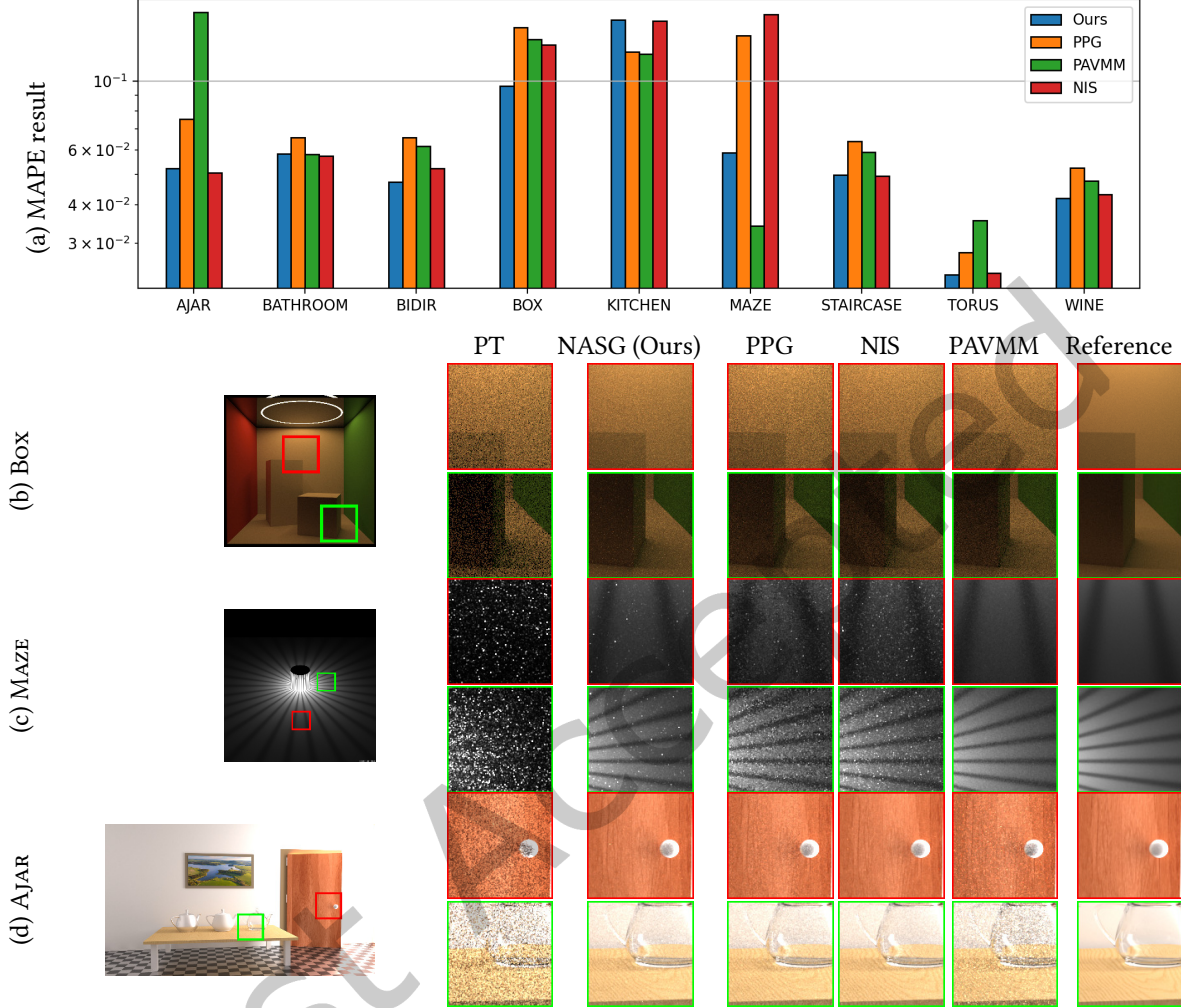 (a) MAPE result
10⁻¹
6 × 10⁻²
4 × 10⁻²
3 × 10⁻²
Ours
PPG
PAVMM
NIS
AJAR BATHROOM BIDIR BOX KITCHEN MAZE STAIRCASE TORUS WINE
PT NASG (Ours) PPG NIS PAVMM Reference
(b) Box
(c) Maze
(d) Ajar
Accepted